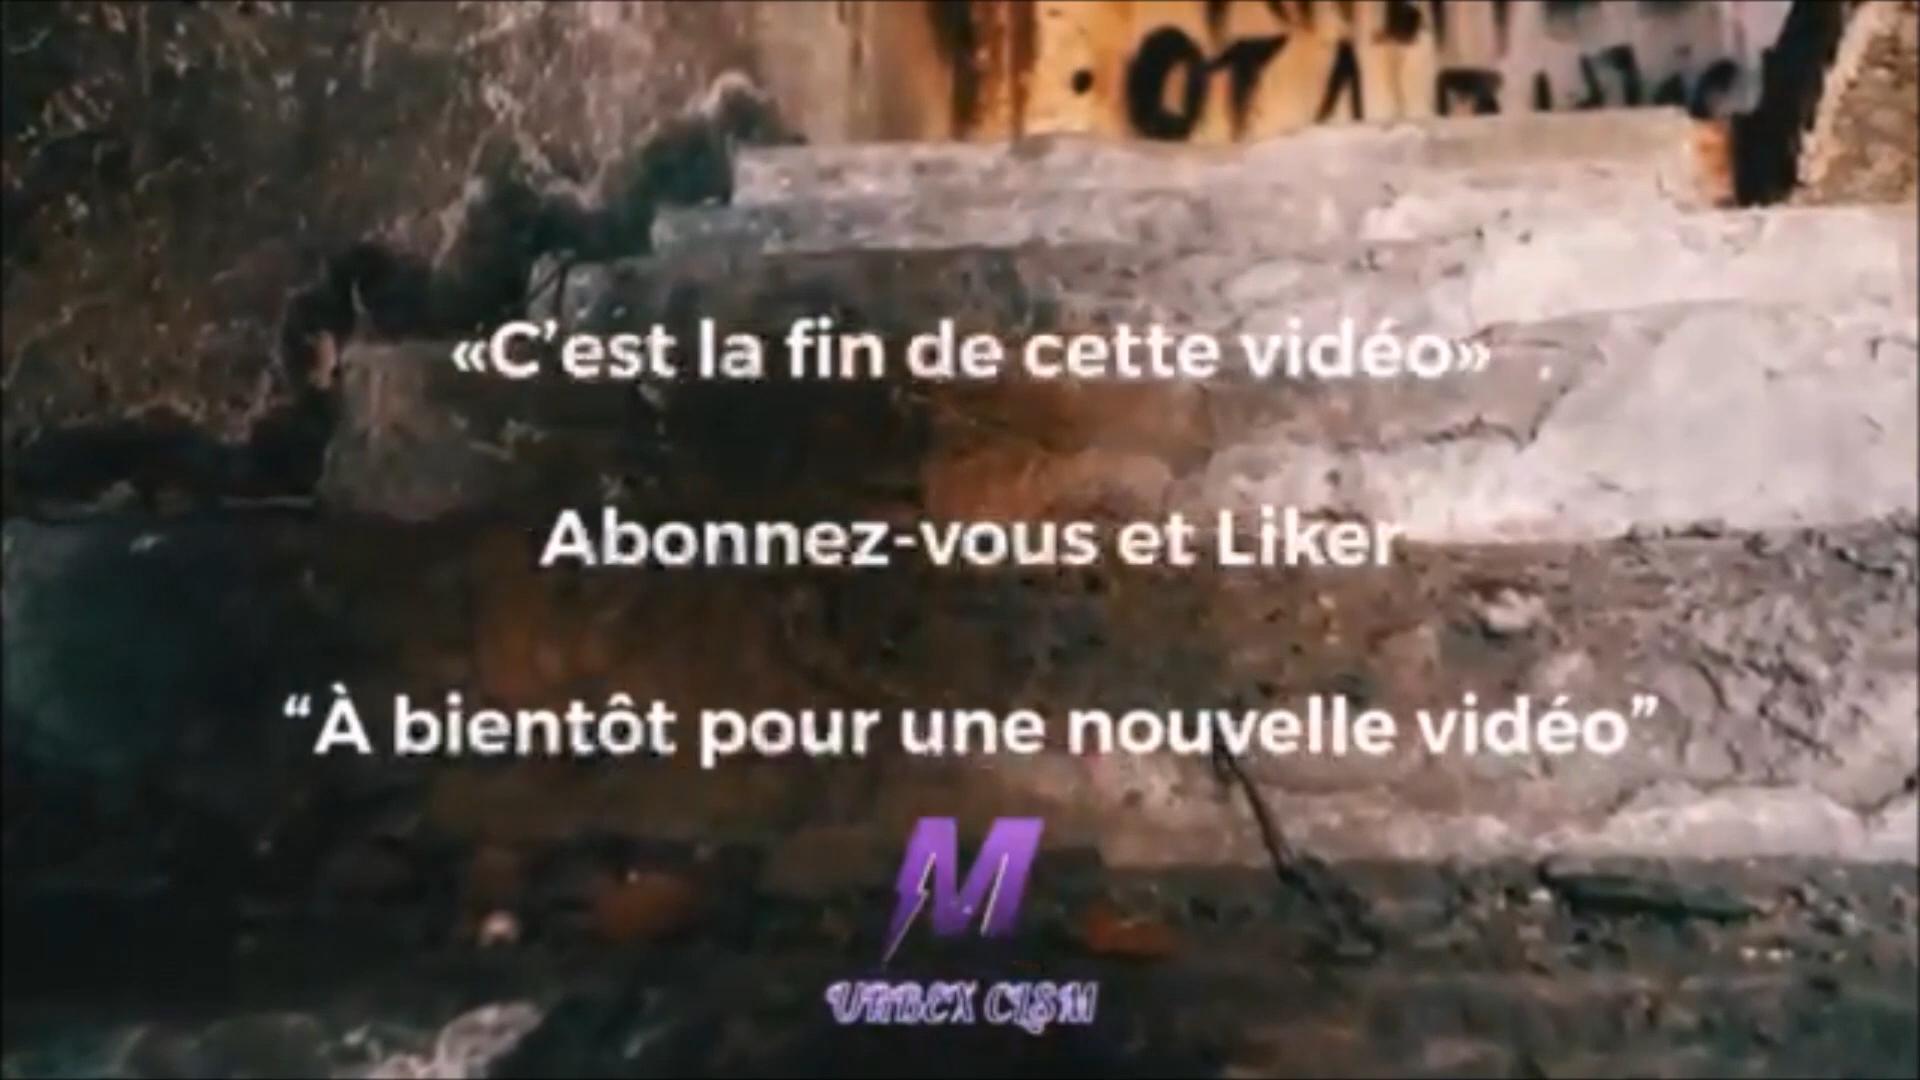 «C’est la fin de cette vidéo»
Abonnez-vous et Liker
“À bientôt pour une nouvelle vidéo”
M
URBEX CLSM